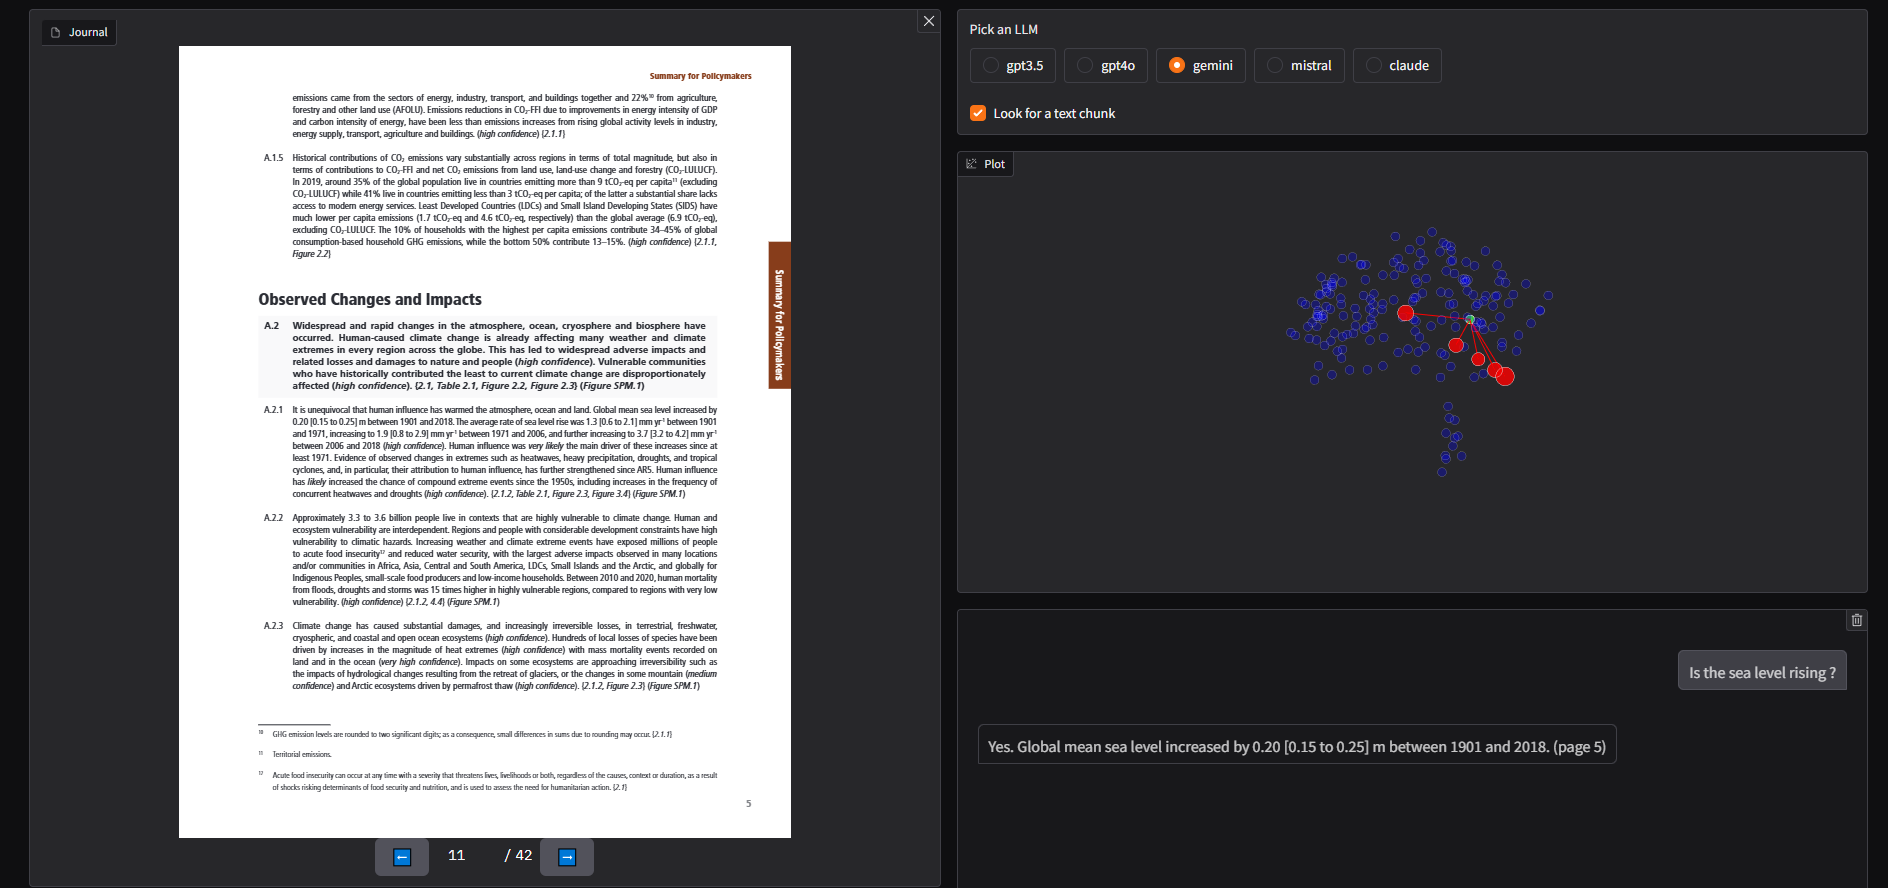 Journal
Summary for Policymakers
emissions came from the sectors of energy, industry, transport, and buildings together and 22%¹⁰ from agriculture,
forestry and other land use (AFOLU). Emissions reductions in CO₂-FFI due to improvements in energy intensity of GDP
and carbon intensity of energy, have been less than emissions increases from rising global activity levels in industry,
energy supply, transport, agriculture and buildings. (high confidence) {2.1.1}
A.1.5 Historical contributions of CO₂ emissions vary substantially across regions in terms of total magnitude, but also in
terms of contributions to CO₂-FFI and net CO₂ emissions from land use, land-use change and forestry (CO₂-LULUCF).
In 2019, around 35% of the global population live in countries emitting more than 9 tCO₂-eq per capita¹¹ (excluding
CO₂-LULUCF) while 41% live in countries emitting less than 3 tCO₂-eq per capita; of the latter a substantial share lacks
access to modern energy services. Least Developed Countries (LDCs) and Small Island Developing States (SIDS) have
much lower per capita emissions (1.7 tCO₂-eq and 4.6 tCO₂-eq, respectively) than the global average (6.9 tCO₂-eq),
excluding CO₂-LULUCF. The 10% of households with the highest per capita emissions contribute 34–45% of global
consumption-based household GHG emissions, while the bottom 50% contribute 13–15%. (high confidence) {2.1.1,
Figure 2.2}
Observed Changes and Impacts
A.2 Widespread and rapid changes in the atmosphere, ocean, cryosphere and biosphere have
occurred. Human-caused climate change is already affecting many weather and climate
extremes in every region across the globe. This has led to widespread adverse impacts and
related losses and damages to nature and people (high confidence). Vulnerable communities
who have historically contributed the least to current climate change are disproportionately
affected (high confidence). {2.1, Table 2.1, Figure 2.2, Figure 2.3} (Figure SPM.1)
A.2.1 It is unequivocal that human influence has warmed the atmosphere, ocean and land. Global mean sea level increased by
0.20 [0.15 to 0.25] m between 1901 and 2018. The average rate of sea level rise was 1.3 [0.6 to 2.1] mm yr⁻¹ between 1901
and 1971, increasing to 1.9 [0.8 to 2.9] mm yr⁻¹ between 1971 and 2006, and further increasing to 3.7 [3.2 to 4.2] mm yr⁻¹
between 2006 and 2018 (high confidence). Human influence was very likely the main driver of these increases since at
least 1971. Evidence of observed changes in extremes such as heatwaves, heavy precipitation, droughts, and tropical
cyclones, and, in particular, their attribution to human influence, has further strengthened since AR5. Human influence
has likely increased the chance of compound extreme events since the 1950s, including increases in the frequency of
concurrent heatwaves and droughts (high confidence). {2.1.2, Table 2.1, Figure 2.3, Figure 3.4} (Figure SPM.1)
A.2.2 Approximately 3.3 to 3.6 billion people live in contexts that are highly vulnerable to climate change. Human and
ecosystem vulnerability are interdependent. Regions and people with considerable development constraints have high
vulnerability to climatic hazards. Increasing weather and climate extreme events have exposed millions of people
to acute food insecurity¹² and reduced water security, with the largest adverse impacts observed in many locations
and/or communities in Africa, Asia, Central and South America, LDCs, Small Islands and the Arctic, and globally for
Indigenous Peoples, small-scale food producers and low-income households. Between 2010 and 2020, human mortality
from floods, droughts and storms was 15 times higher in highly vulnerable regions, compared to regions with very low
vulnerability. (high confidence) {2.1.2, 4.4} (Figure SPM.1)
A.2.3 Climate change has caused substantial damages, and increasingly irreversible losses, in terrestrial, freshwater,
cryospheric, and coastal and open ocean ecosystems (high confidence). Hundreds of local losses of species have been
driven by increases in the magnitude of heat extremes (high confidence) with mass mortality events recorded on
land and in the ocean (very high confidence). Impacts on some ecosystems are approaching irreversibility such as
the impacts of hydrological changes resulting from the retreat of glaciers, or the changes in some mountain (medium
confidence) and Arctic ecosystems driven by permafrost thaw (high confidence). {2.1.2, Figure 2.3} (Figure SPM.1)
10 GHG emission levels are rounded to two significant digits; as a consequence, small differences in sums due to rounding may occur. {2.1.1}
11 Territorial emissions.
12 Acute food insecurity can occur at any time with a severity that threatens lives, livelihoods or both, regardless of the causes, context or duration, as a result
of shocks risking determinants of food security and nutrition, and is used to assess the need for humanitarian action. {2.1}
5
Summary for Policymakers
11 / 42
Pick an LLM
gpt3.5
gpt4o
gemini
mistral
claude
Look for a text chunk
Plot
Is the sea level rising ?
Yes. Global mean sea level increased by 0.20 [0.15 to 0.25] m between 1901 and 2018. (page 5)